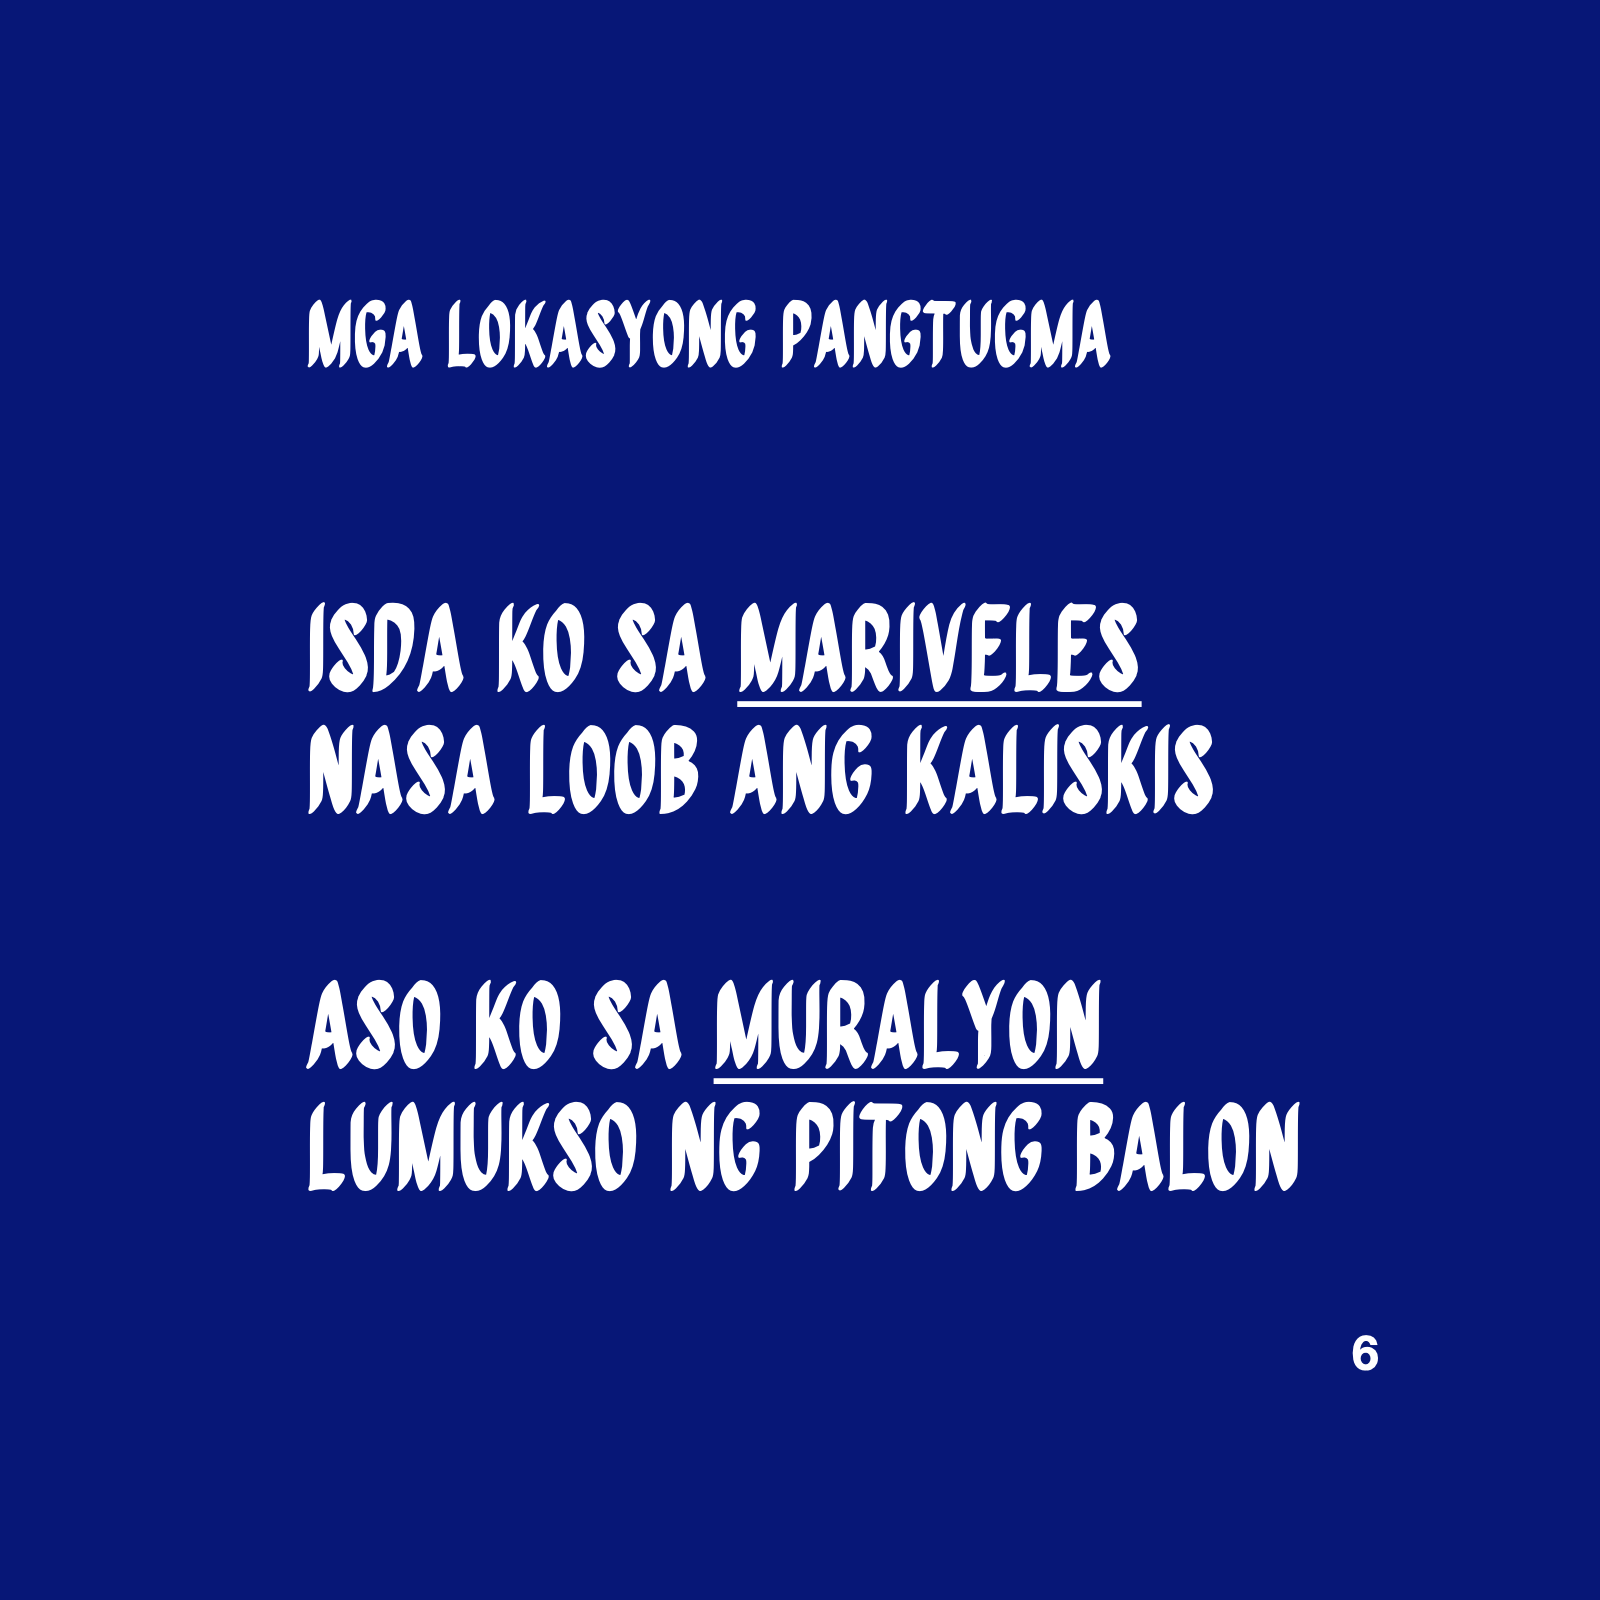 MGA LOKASYONG PANGTUGMA
ISDA KO SA MARIVELES
NASA LOOB ANG KALISKIS
ASO KO SA MURALYON
LUMUKSO NG PITONG BALON
6